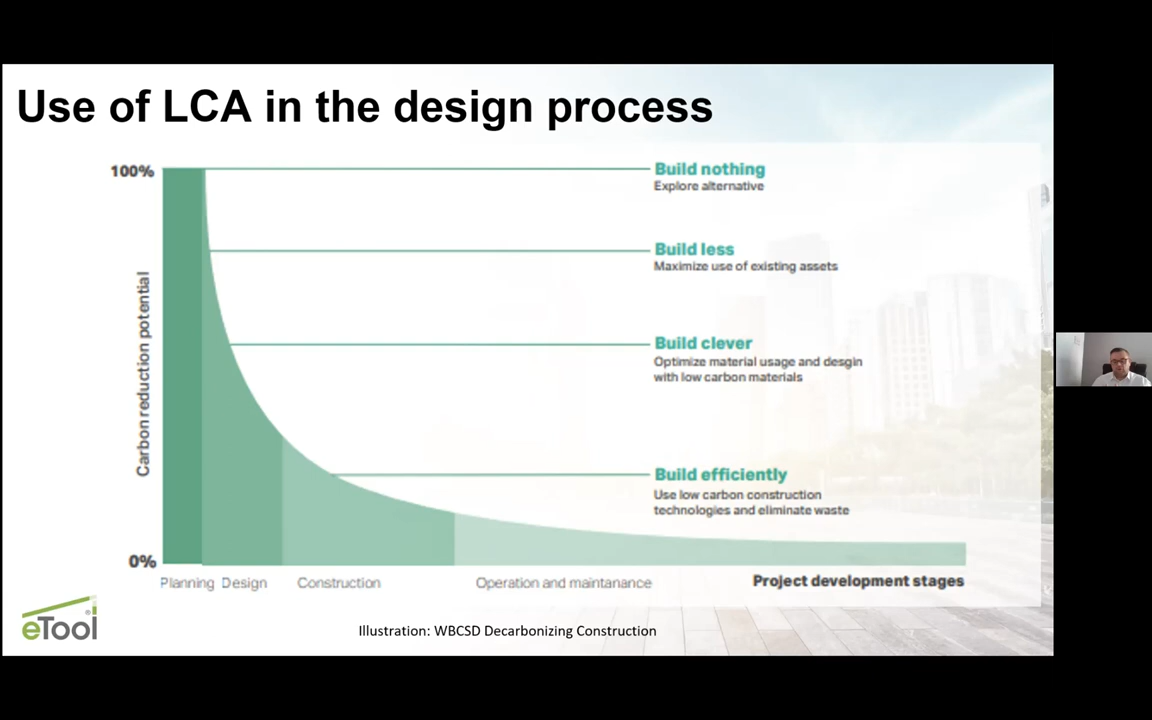 Use of LCA in the design process
100%
Build nothing
Explore alternative
Build less
Maximize use of existing assets
Carbon reduction potential
Build clever
Optimize material usage and desgin
with low carbon materials
Build efficiently
Use low carbon construction
technologies and eliminate waste
0%
Planning Design Construction Operation and maintanance Project development stages
eTool
Illustration: WBCSD Decarbonizing Construction